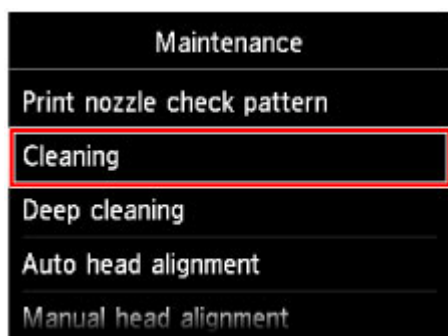 Maintenance
Print nozzle check pattern
Cleaning
Deep cleaning
Auto head alignment
Manual head alignment